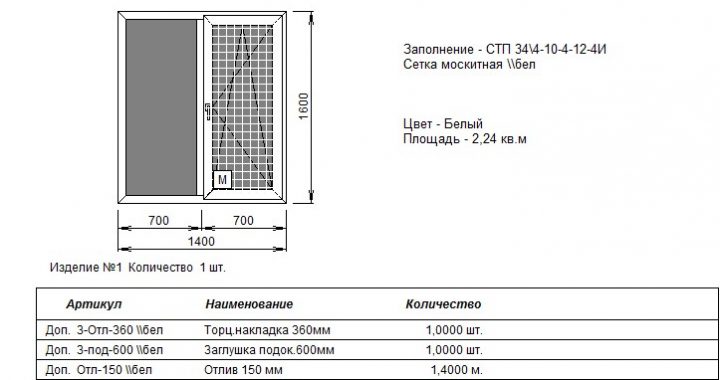 Заполнение - СТП 34\4-10-4-12-4И
Сетка москитная \\бел
1600
Цвет - Белый
Площадь - 2,24 кв.м
М
700 700
1400
Изделие №1 Количество 1 шт.
Артикул Наименование Количество
Доп. 3-Отл-360 \\бел Торц.накладка 360мм 1,0000 шт.
Доп. 3-под-600 \\бел Заглушка подок.600мм 1,0000 шт.
Доп. Отл-150 \\бел Отлив 150 мм 1,4000 м.